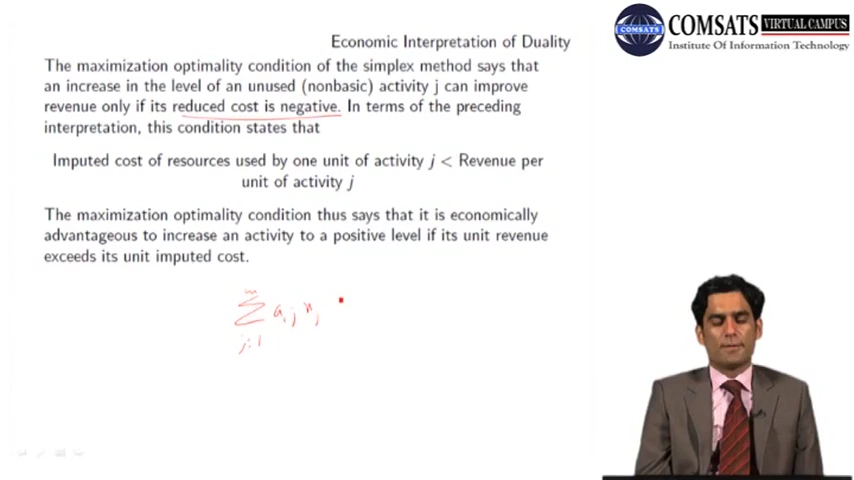 COMSATS VIRTUAL CAMPUS
Institute Of Information Technology
COMSATS
Economic Interpretation of Duality
The maximization optimality condition of the simplex method says that
an increase in the level of an unused (nonbasic) activity j can improve
revenue only if its reduced cost is negative. In terms of the preceding
interpretation, this condition states that
Imputed cost of resources used by one unit of activity j < Revenue per
unit of activity j
The maximization optimality condition thus says that it is economically
advantageous to increase an activity to a positive level if its unit revenue
exceeds its unit imputed cost.